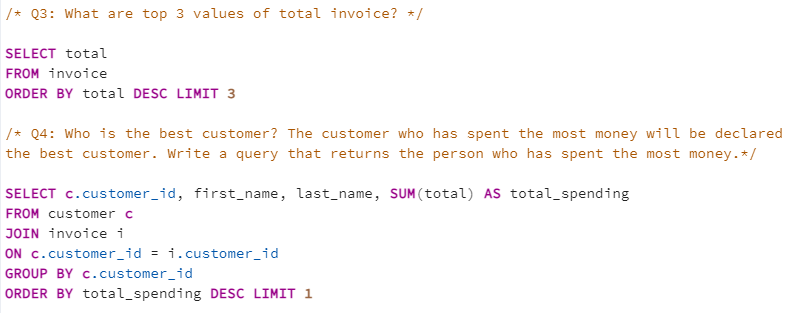 /* Q3: What are top 3 values of total invoice? */
SELECT total
FROM invoice
ORDER BY total DESC LIMIT 3
/* Q4: Who is the best customer? The customer who has spent the most money will be declared
the best customer. Write a query that returns the person who has spent the most money.*/
SELECT c.customer_id, first_name, last_name, SUM(total) AS total_spending
FROM customer c
JOIN invoice i
ON c.customer_id = i.customer_id
GROUP BY c.customer_id
ORDER BY total_spending DESC LIMIT 1